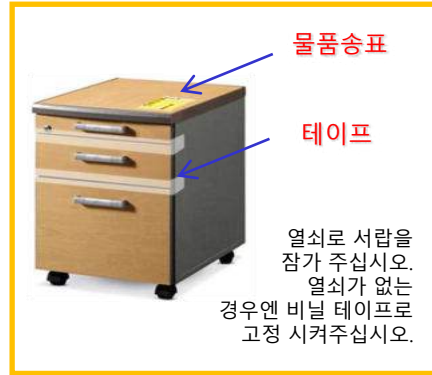 물품송표
테이프
열쇠로 서랍을
잠가 주십시오.
열쇠가 없는
경우엔 비닐 테이프로
고정 시켜주십시오.